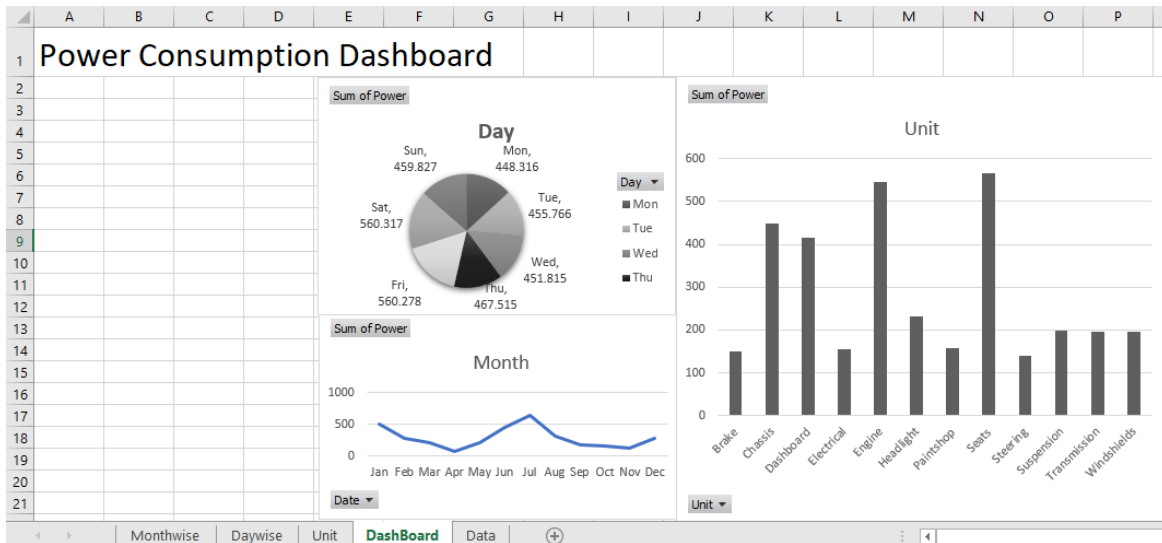 A B C D E F G H I J K L M N O P
1 Power Consumption Dashboard
2
3
4
5
6
7
8
9
10
11
12
13
14
15
16
17
18
19
20
21
Sum of Power
Day
Sun,
459.827
Mon,
448.316
Tue,
455.766
Wed,
451.815
Thu,
467.515
Fri,
560.278
Sat,
560.317
Day
Mon
Tue
Wed
Thu
Sum of Power
Month
1000
500
0
Jan Feb Mar Apr May Jun Jul Aug Sep Oct Nov Dec
Date
Sum of Power
Unit
600
500
400
300
200
100
0
Brake Chassis Dashboard Electrical Engine Headlight Paintshop Seats Steering Suspension Transmission Windshields
Unit
Monthwise Daywise Unit DashBoard Data